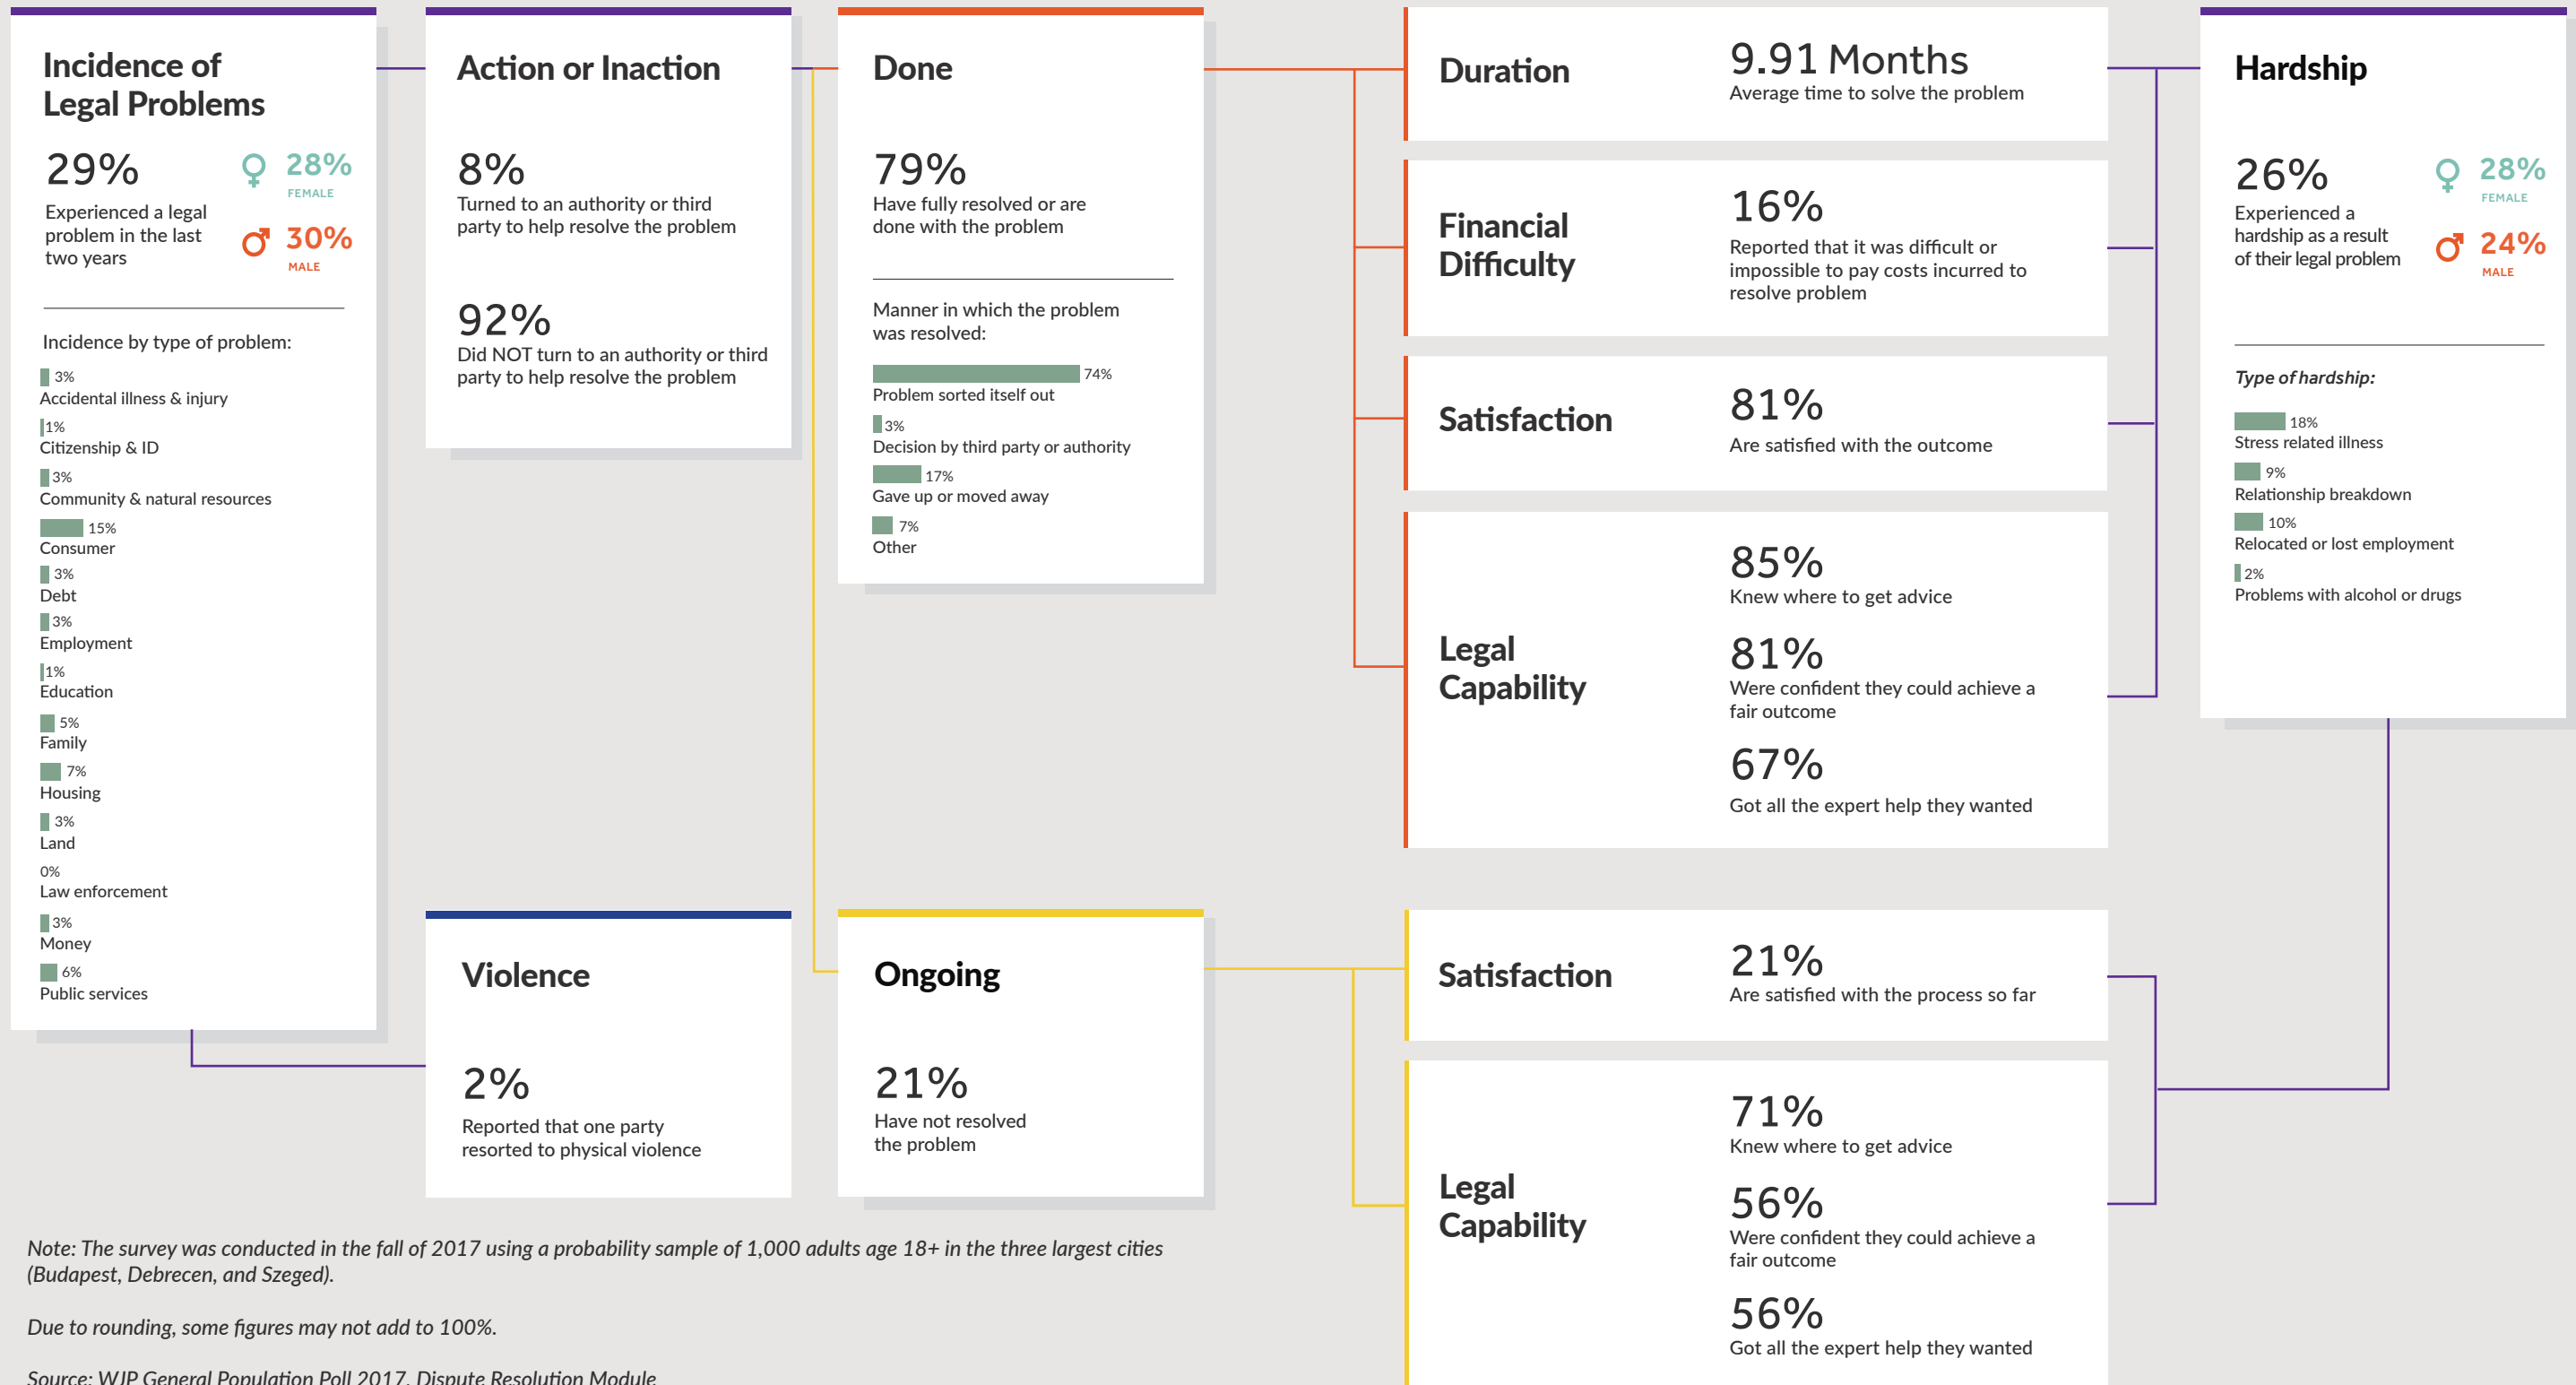 Incidence of
Legal Problems
29%
Experienced a legal
problem in the last
two years
28%
FEMALE
30%
MALE
Incidence by type of problem:
3%
Accidental illness & injury
1%
Citizenship & ID
3%
Community & natural resources
15%
Consumer
3%
Debt
3%
Employment
1%
Education
5%
Family
7%
Housing
3%
Land
0%
Law enforcement
3%
Money
6%
Public services
Action or Inaction
8%
Turned to an authority or third
party to help resolve the problem
92%
Did NOT turn to an authority or third
party to help resolve the problem
Violence
2%
Reported that one party
resorted to physical violence
Done
79%
Have fully resolved or are
done with the problem
Manner in which the problem
was resolved:
74%
Problem sorted itself out
3%
Decision by third party or authority
17%
Gave up or moved away
7%
Other
Ongoing
21%
Have not resolved
the problem
Duration
9.91 Months
Average time to solve the problem
Financial
Difficulty
16%
Reported that it was difficult or
impossible to pay costs incurred to
resolve problem
Satisfaction
81%
Are satisfied with the outcome
Legal
Capability
85%
Knew where to get advice
81%
Were confident they could achieve a
fair outcome
67%
Got all the expert help they wanted
Satisfaction
21%
Are satisfied with the process so far
Legal
Capability
71%
Knew where to get advice
56%
Were confident they could achieve a
fair outcome
56%
Got all the expert help they wanted
Hardship
26%
Experienced a
hardship as a result
of their legal problem
28%
FEMALE
24%
MALE
Type of hardship:
18%
Stress related illness
9%
Relationship breakdown
10%
Relocated or lost employment
2%
Problems with alcohol or drugs
Note: The survey was conducted in the fall of 2017 using a probability sample of 1,000 adults age 18+ in the three largest cities
(Budapest, Debrecen, and Szeged).
Due to rounding, some figures may not add to 100%.
Source: WJP General Population Poll 2017, Dispute Resolution Module